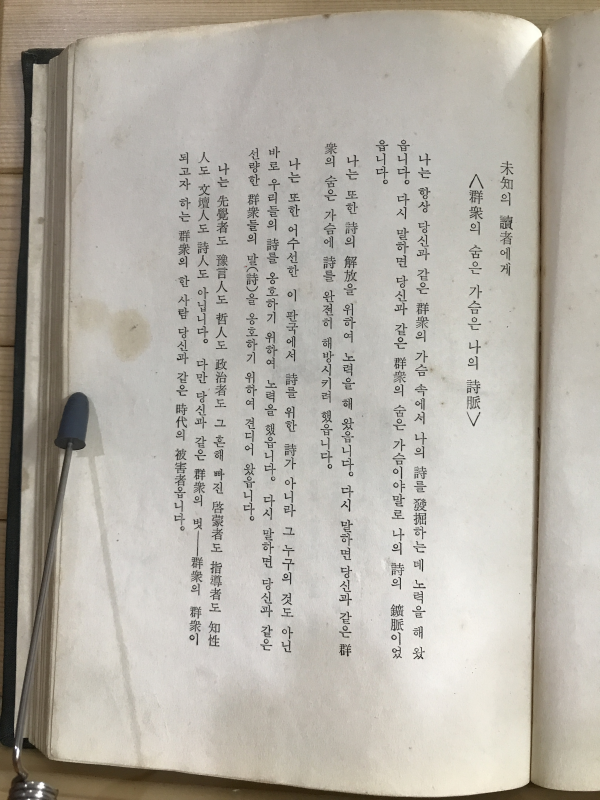 未知의 讀者에게
〈群衆의 숨은 가슴은 나의 詩脈〉
나는 항상 당신과 같은 群衆의 가슴 속에서 나의 詩를 發掘하는 데 노력을 해 왔
읍니다. 다시 말하면 당신과 같은 群衆의 숨은 가슴이야말로 나의 詩의 鑛脈이었
읍니다.
나는 또한 詩의 解放을 위하여 노력을 해 왔읍니다. 다시 말하면 당신과 같은 群
衆의 숨은 가슴에 詩를 완전히 해방시키려 했읍니다.
나는 또한 어수선한 이 판국에서 詩를 위한 詩가 아니라 그 누구의 것도 아닌
바로 우리들의 詩를 옹호하기 위하여 노력을 했읍니다. 다시 말하면 당신과 같은
선량한 群衆들의 말(詩)을 옹호하기 위하여 견디어 왔읍니다.
나는 先覺者도 豫言人도 哲人도 政治者도 그 흔해 빠진 啓蒙者도 指導者도 知性
人도 文壇人도 詩人도 아닙니다. 다만 당신과 같은 群衆의 벗──群衆의 群衆이
되고자 하는 群衆의 한 사람 당신과 같은 時代의 被害者읍니다.